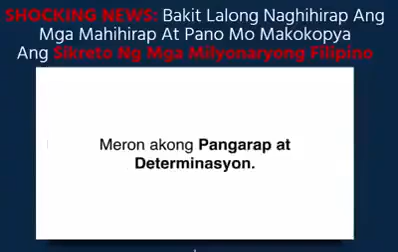 SHOCKING NEWS: Bakit Lalong Naghihirap Ang
Mga Mahihirap At Pano Mo Makokopya
Ang Sikreto Ng Mga Milyonaryong Filipino
Meron akong Pangarap at
Determinasyon.